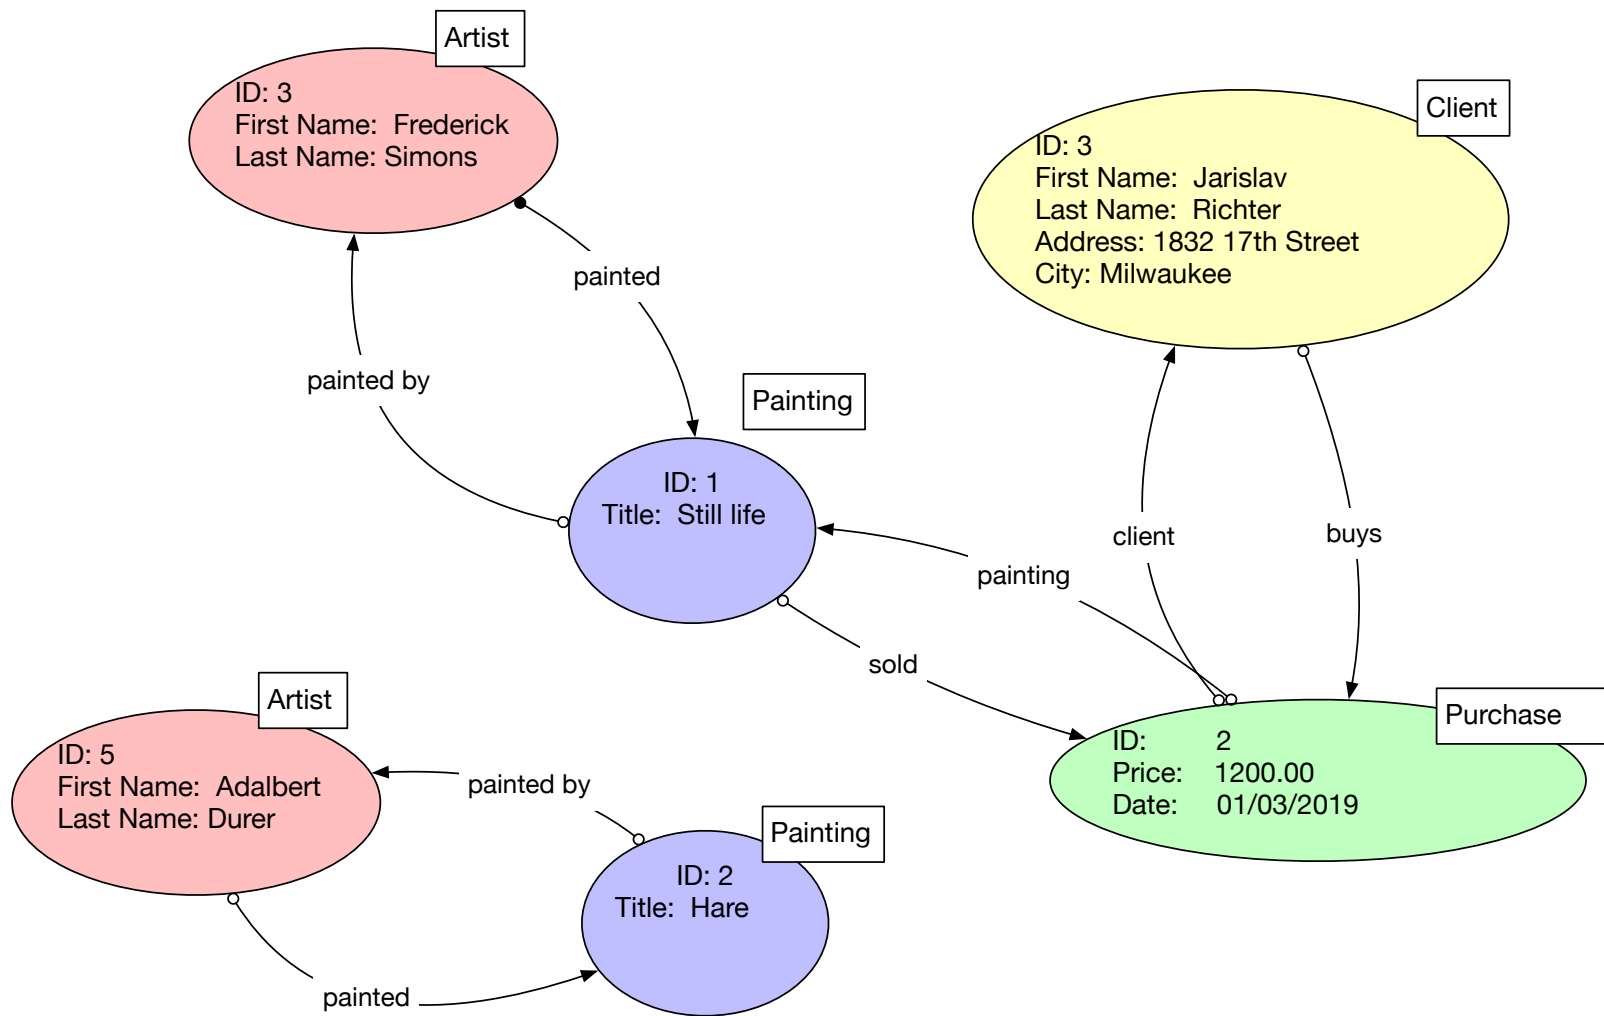 Artist
ID: 3
First Name: Frederick
Last Name: Simons
Client
ID: 3
First Name: Jarislav
Last Name: Richter
Address: 1832 17th Street
City: Milwaukee
painted
painted by
Painting
ID: 1
Title: Still life
client
buys
painting
sold
Artist
ID: 5
First Name: Adalbert
Last Name: Durer
painted by
Painting
ID: 2
Title: Hare
painted
Purchase
ID: 2
Price: 1200.00
Date: 01/03/2019